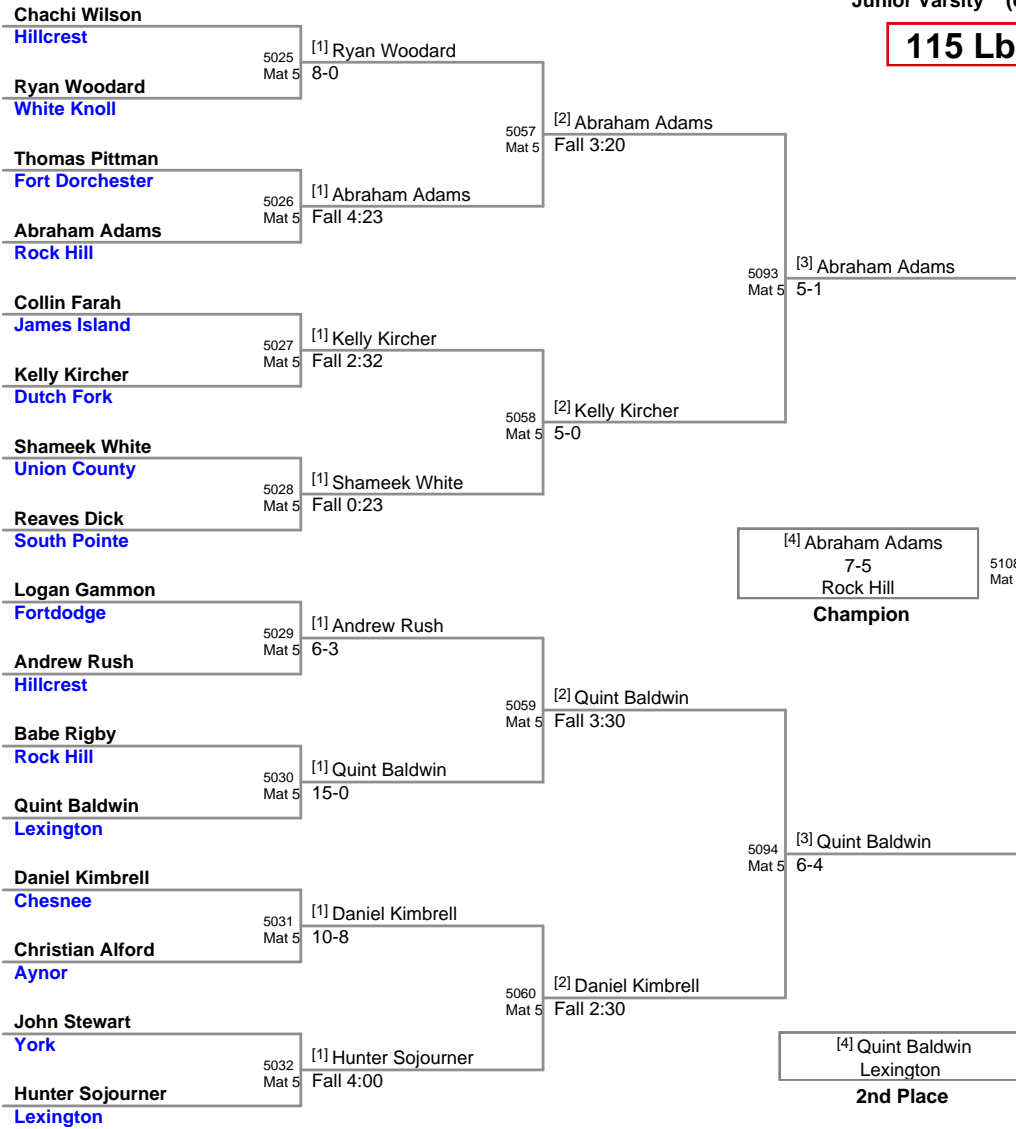 Junior Varsity
115 Lb
Chachi Wilson
Hillcrest
5025
Mat 5
[1] Ryan Woodard
8-0
Ryan Woodard
White Knoll
5057
Mat 5
[2] Abraham Adams
Fall 3:20
Thomas Pittman
Fort Dorchester
5026
Mat 5
[1] Abraham Adams
Fall 4:23
Abraham Adams
Rock Hill
5093
Mat 5
[3] Abraham Adams
5-1
Collin Farah
James Island
5027
Mat 5
[1] Kelly Kircher
Fall 2:32
Kelly Kircher
Dutch Fork
5058
Mat 5
[2] Kelly Kircher
5-0
Shameek White
Union County
5028
Mat 5
[1] Shameek White
Fall 0:23
Reaves Dick
South Pointe
[4] Abraham Adams
7-5
Rock Hill
Champion
5108
Mat
Logan Gammon
Fortdodge
5029
Mat 5
[1] Andrew Rush
6-3
Andrew Rush
Hillcrest
5059
Mat 5
[2] Quint Baldwin
Fall 3:30
Babe Rigby
Rock Hill
5030
Mat 5
[1] Quint Baldwin
15-0
Quint Baldwin
Lexington
5094
Mat 5
[3] Quint Baldwin
6-4
Daniel Kimbrell
Chesnee
5031
Mat 5
[1] Daniel Kimbrell
10-8
Christian Alford
Aynor
5060
Mat 5
[2] Daniel Kimbrell
Fall 2:30
John Stewart
York
5032
Mat 5
[1] Hunter Sojourner
Fall 4:00
Hunter Sojourner
Lexington
[4] Quint Baldwin
Lexington
2nd Place